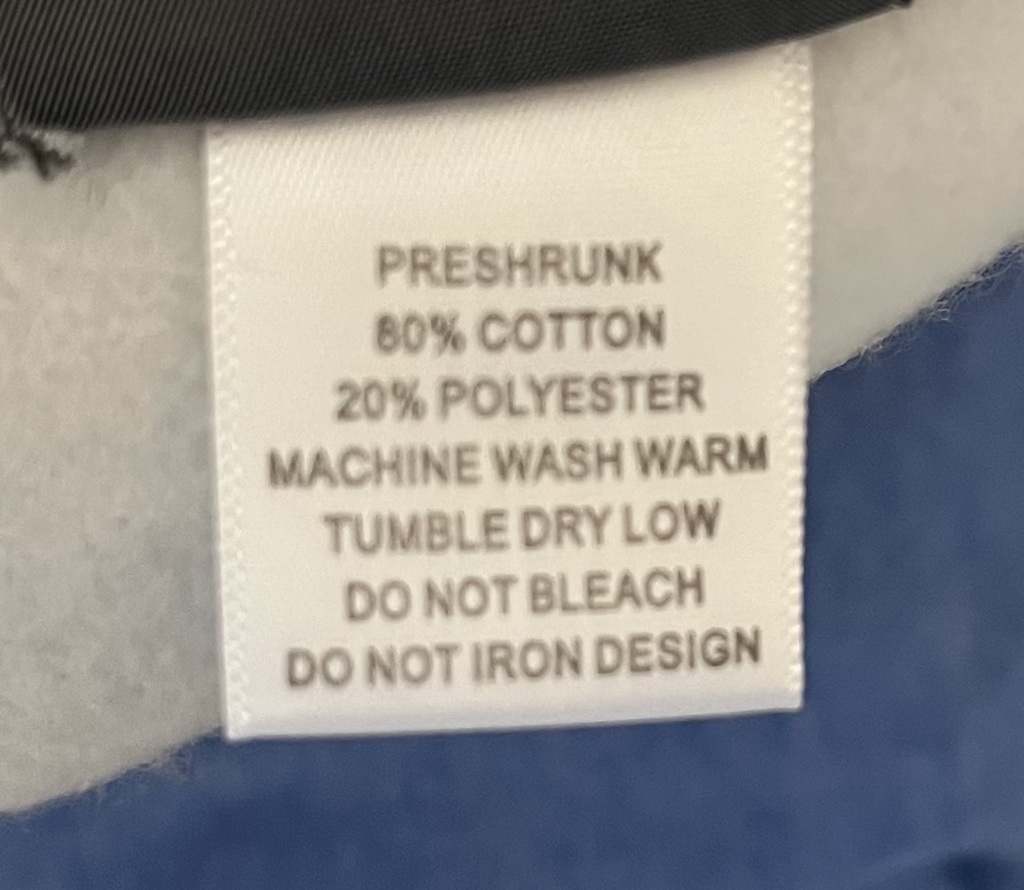 PRESHRUNK
80% COTTON
20% POLYESTER
MACHINE WASH WARM
TUMBLE DRY LOW
DO NOT BLEACH
DO NOT IRON DESIGN